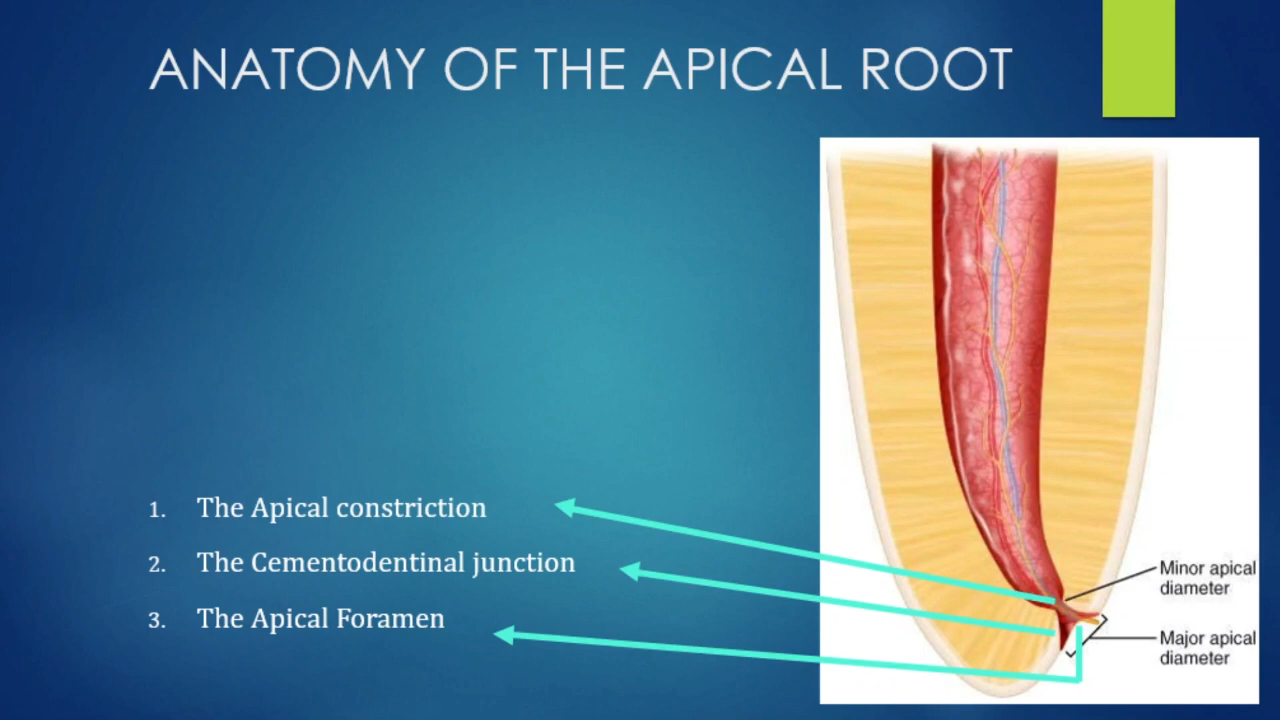 ANATOMY OF THE APICAL ROOT
1. The Apical constriction
2. The Cementodentinal junction
3. The Apical Foramen
Minor apical
diameter
Major apical
diameter